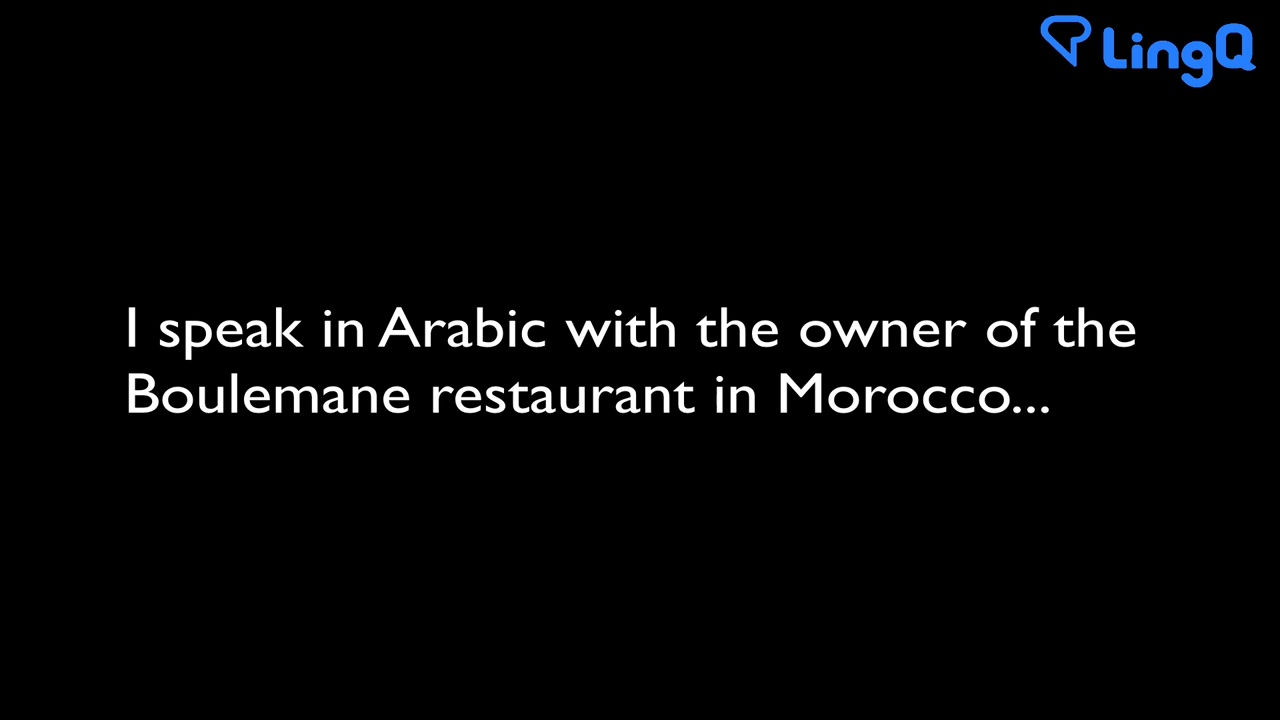 LingQ
I speak in Arabic with the owner of the
Boulemane restaurant in Morocco...